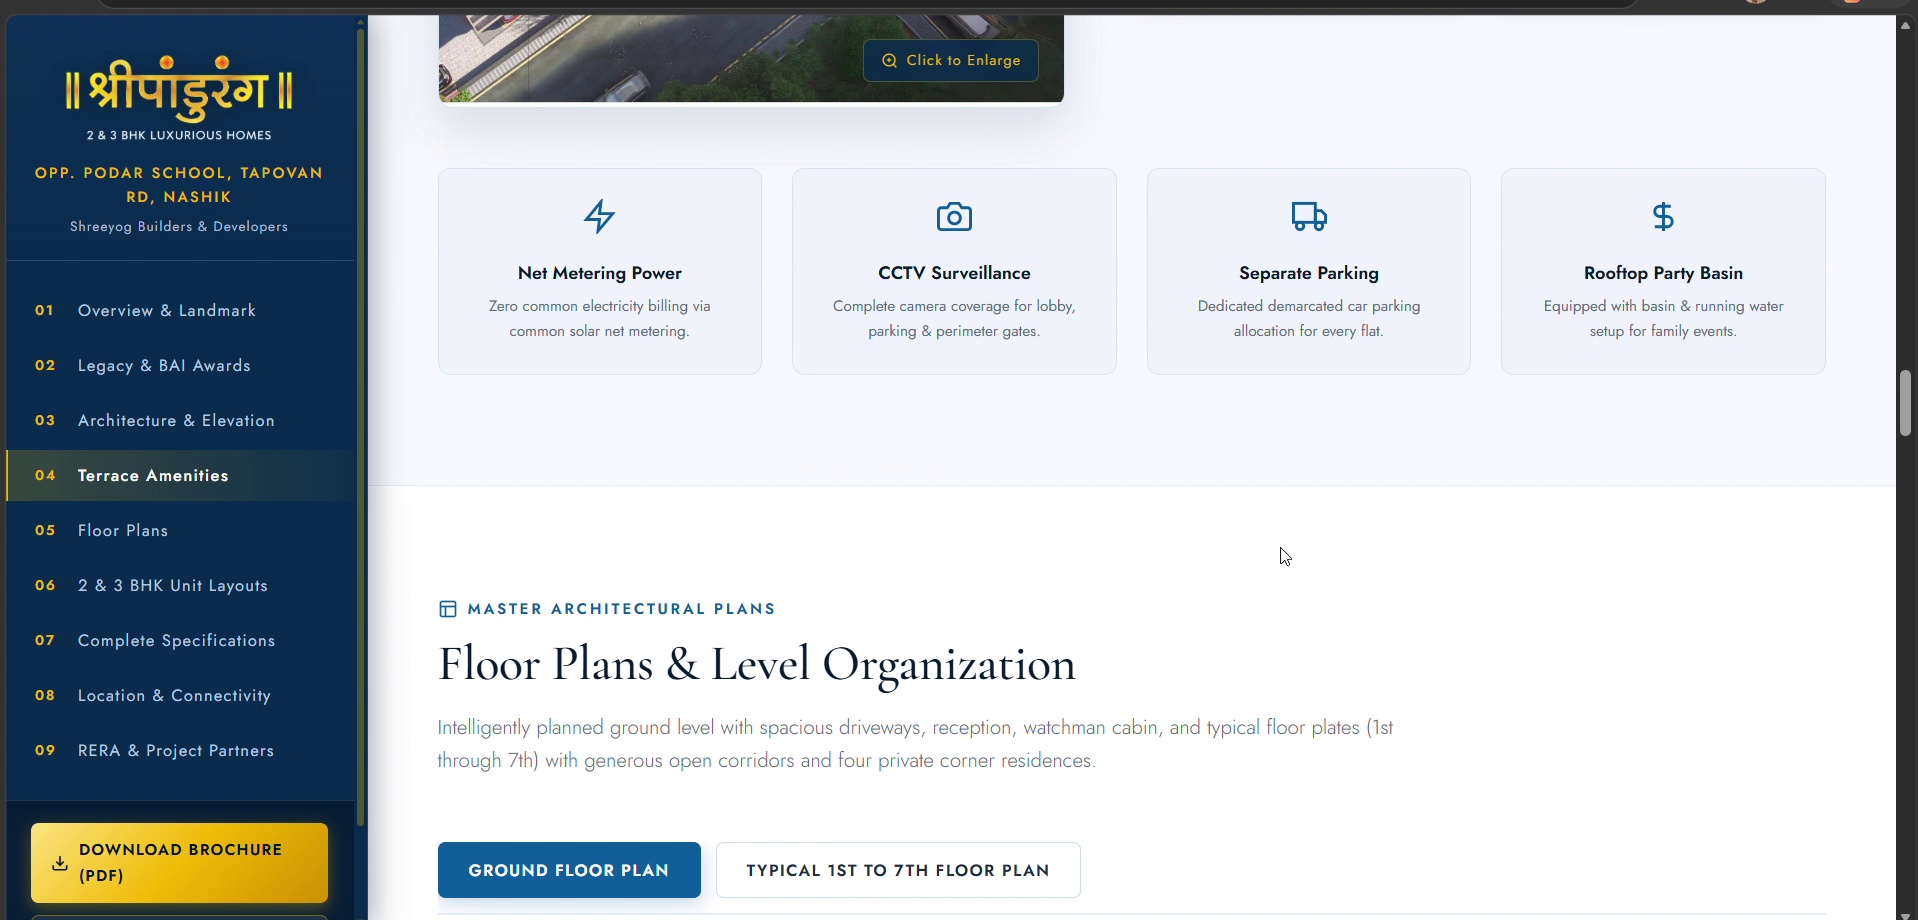 ॥ श्रीपांडुरंग ॥
2 & 3 BHK LUXURIOUS HOMES
OPP. PODAR SCHOOL, TAPOVAN
RD, NASHIK
Shreeyog Builders & Developers
01 Overview & Landmark
02 Legacy & BAI Awards
03 Architecture & Elevation
04 Terrace Amenities
05 Floor Plans
06 2 & 3 BHK Unit Layouts
07 Complete Specifications
08 Location & Connectivity
09 RERA & Project Partners
DOWNLOAD BROCHURE
(PDF)
Click to Enlarge
Net Metering Power
Zero common electricity billing via
common solar net metering.
CCTV Surveillance
Complete camera coverage for lobby,
parking & perimeter gates.
Separate Parking
Dedicated demarcated car parking
allocation for every flat.
Rooftop Party Basin
Equipped with basin & running water
setup for family events.
MASTER ARCHITECTURAL PLANS
Floor Plans & Level Organization
Intelligently planned ground level with spacious driveways, reception, watchman cabin, and typical floor plates (1st
through 7th) with generous open corridors and four private corner residences.
GROUND FLOOR PLAN
TYPICAL 1ST TO 7TH FLOOR PLAN